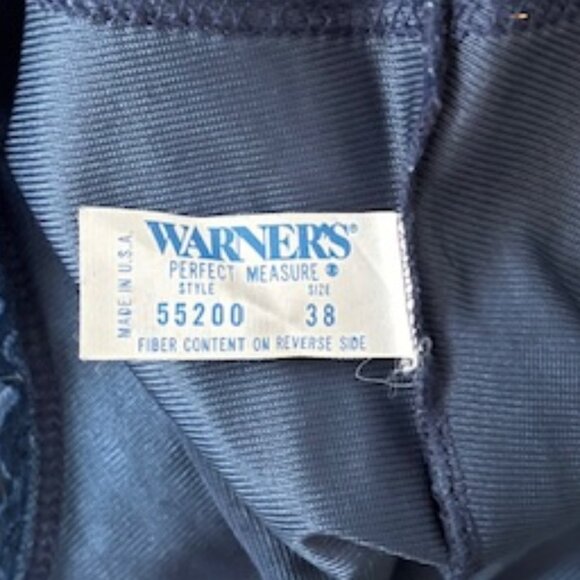 MADE IN U.S.A.
WARNER'S®
PERFECT MEASURE ®
STYLE SIZE
55200 38
FIBER CONTENT ON REVERSE SIDE